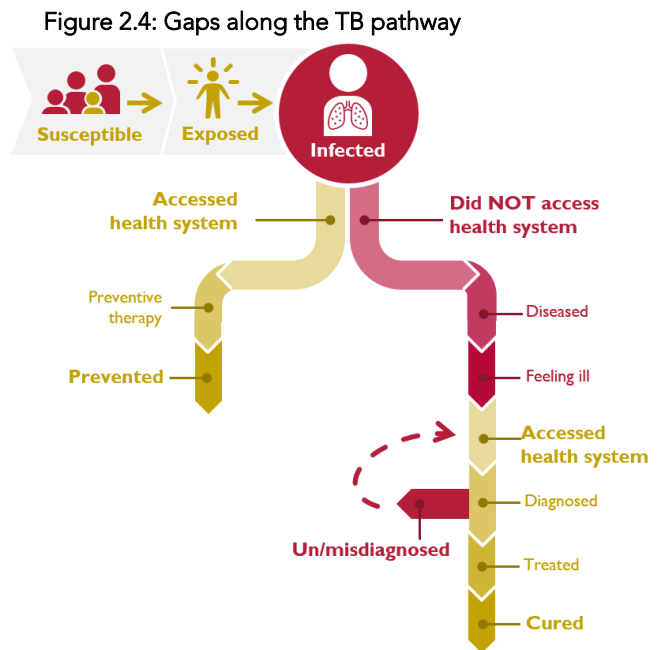 Figure 2.4: Gaps along the TB pathway
Susceptible
Exposed
Infected
Accessed
health system
Did NOT access
health system
Preventive
therapy
Prevented
Diseased
Feeling ill
Accessed
health system
Diagnosed
Un/misdiagnosed
Treated
Cured